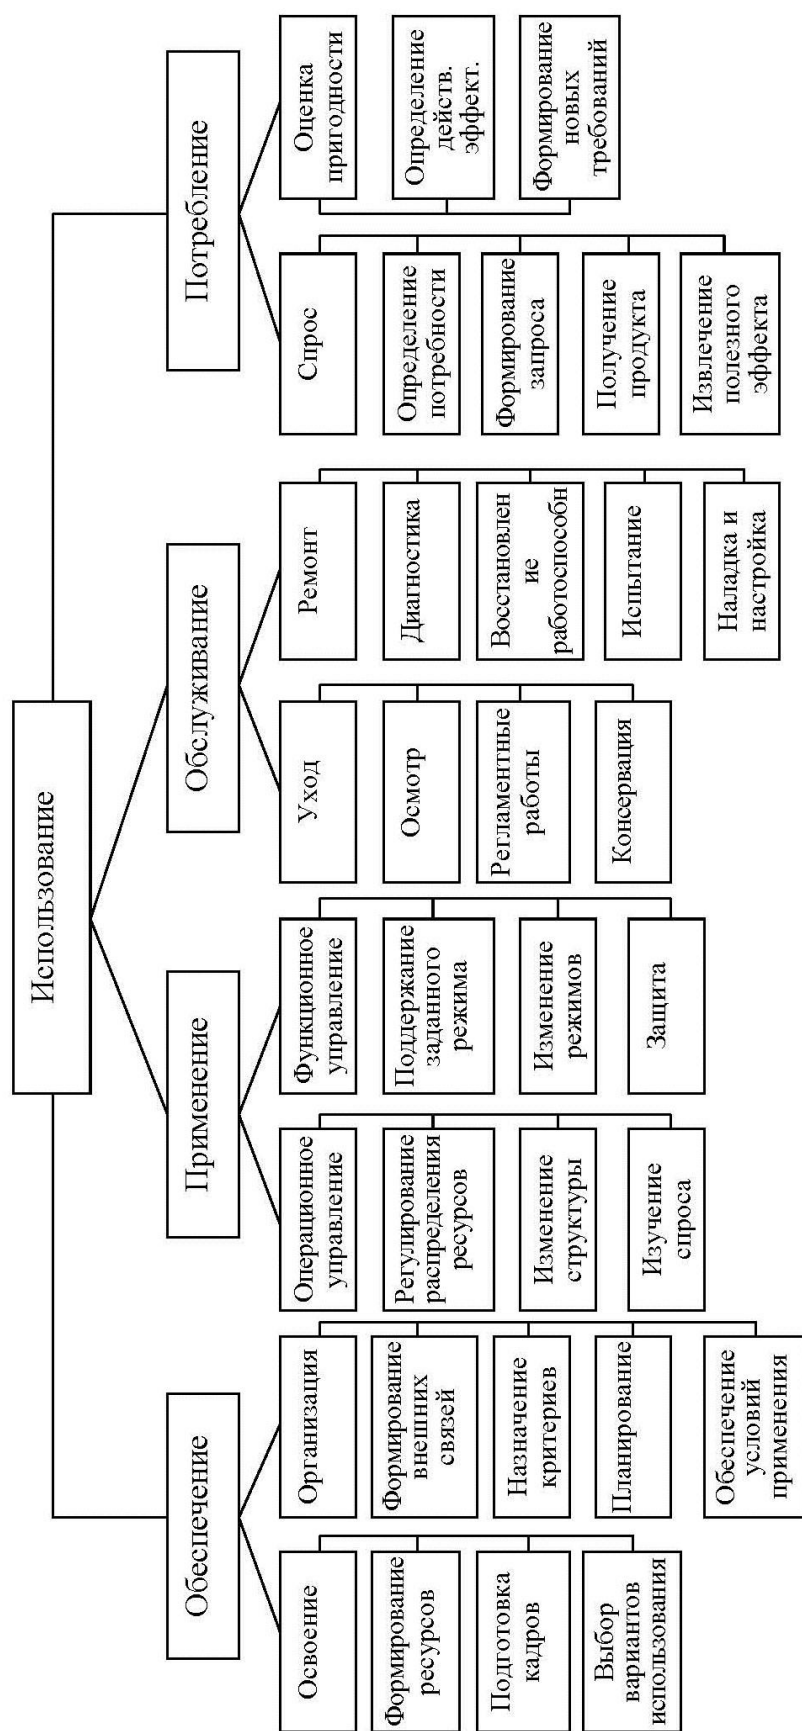 Использование
Обеспечение
Применение
Обслуживание
Потребление
Освоение
Формирование
ресурсов
Подготовка
кадров
Выбор
вариантов
использования
Организация
Формирование
внешних
связей
Назначение
критериев
Планирование
Обеспечение
условий
применения
Операционное
управление
Регулирование
распределения
ресурсов
Изменение
структуры
Изучение
спроса
Функционное
управление
Поддержание
заданного
режима
Изменение
режимов
Защита
Уход
Осмотр
Регламентные
работы
Консервация
Ремонт
Диагностика
Восстановлен
ие
работоспособн
Испытание
Наладка и
настройка
Спрос
Определение
потребности
Формирование
запроса
Получение
продукта
Извлечение
полезного
эффекта
Оценка
пригодности
Определение
действ.
эффект.
Формирование
новых
требований